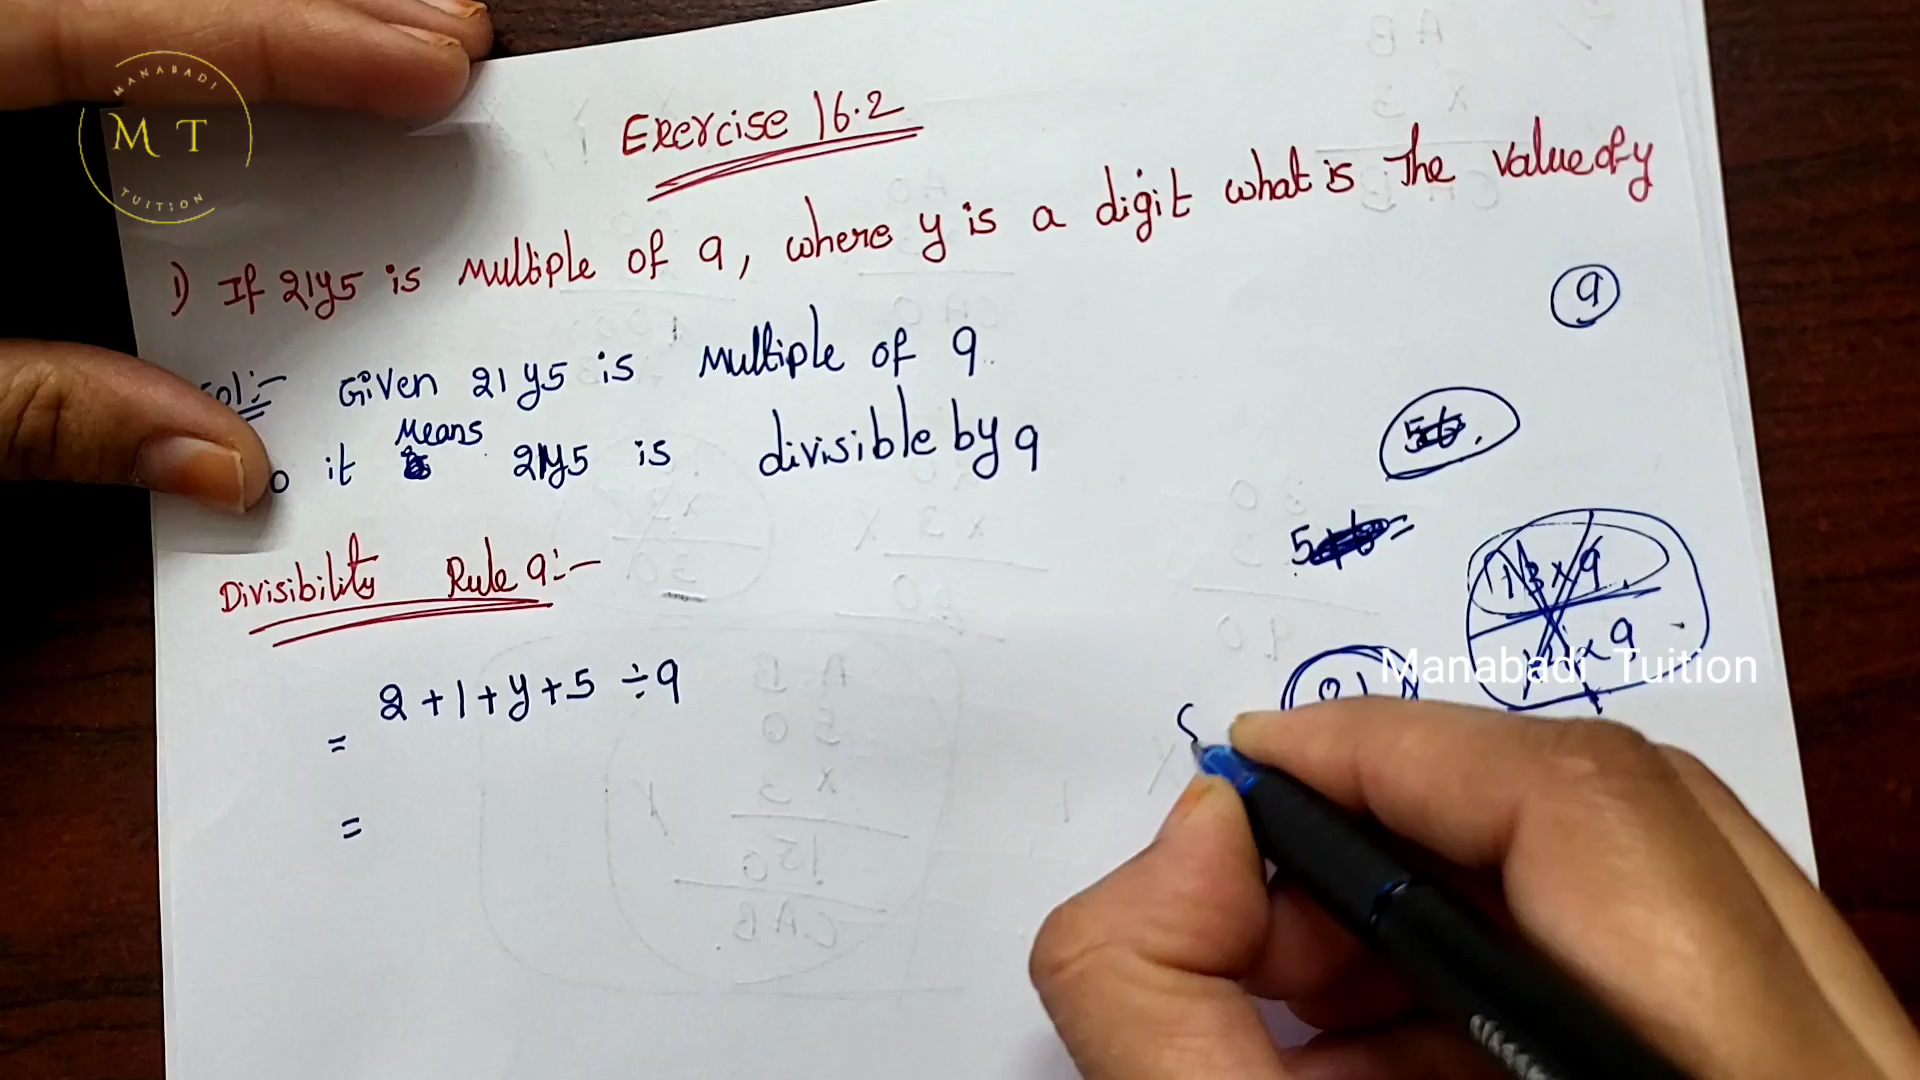 MANABADI
M T
TUITION
Exercise 16.2
1) If 21y5 is multiple of 9, where y is a digit what is The value of y
9
Sol:- Given 21y5 is Multiple of 9
Means
it 21y5 is divisible by 9
Divisibility Rule 9:-
= 2+1+y+5 ÷9
=
Manabadi Tuition